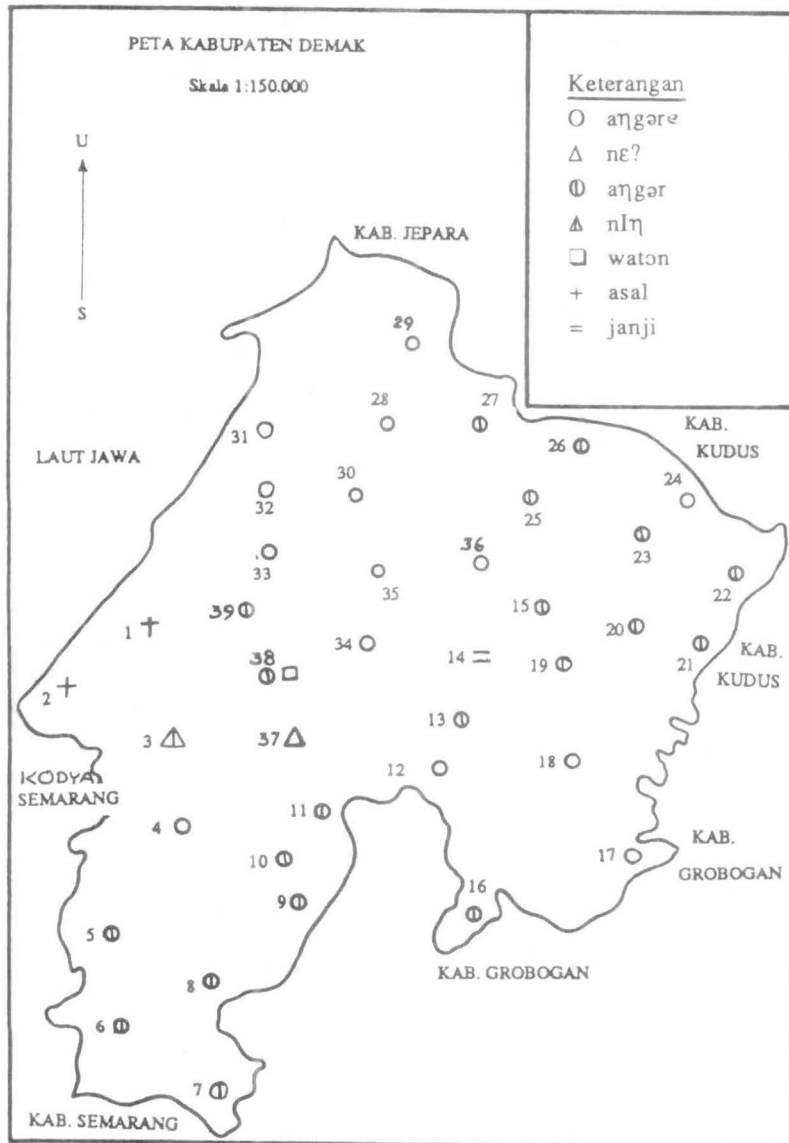 PETA KABUPATEN DEMAK
Skala 1:150.000
U
S
Keterangan
aŋgəre
nɛ?
aŋgər
nIŋ
watɔn
+ asal
= janji
KAB. JEPARA
29
28
27
26
KAB.
KUDUS
31
LAUT JAWA
24
32
30
25
33
36
23
35
22
39
15
1
20
38
34
14
19
21
KAB.
KUDUS
2
13
3
37
12
18
KODYA
SEMARANG
11
4
17
KAB.
GROBOGAN
10
16
9
5
KAB. GROBOGAN
8
6
7
KAB. SEMARANG